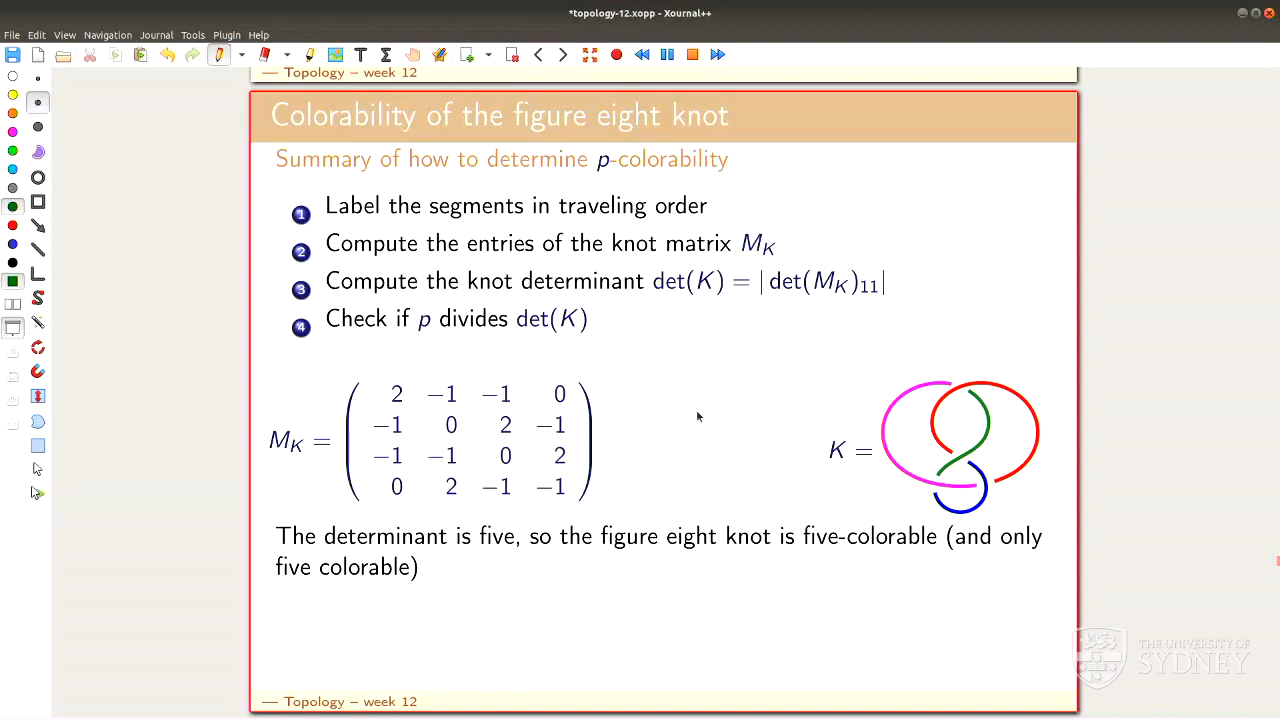 *topology-12.xopp - Xournal++
File Edit View Navigation Journal Tools Plugin Help
— Topology – week 12
Colorability of the figure eight knot
Summary of how to determine p-colorability
1 Label the segments in traveling order
2 Compute the entries of the knot matrix M_K
3 Compute the knot determinant det(K) = | det(M_K)₁₁|
4 Check if p divides det(K)
M_K =
2 −1 −1 0
−1 0 2 −1
−1 −1 0 2
0 2 −1 −1
K =
The determinant is five, so the figure eight knot is five-colorable (and only
five colorable)
THE UNIVERSITY OF
SYDNEY
— Topology – week 12